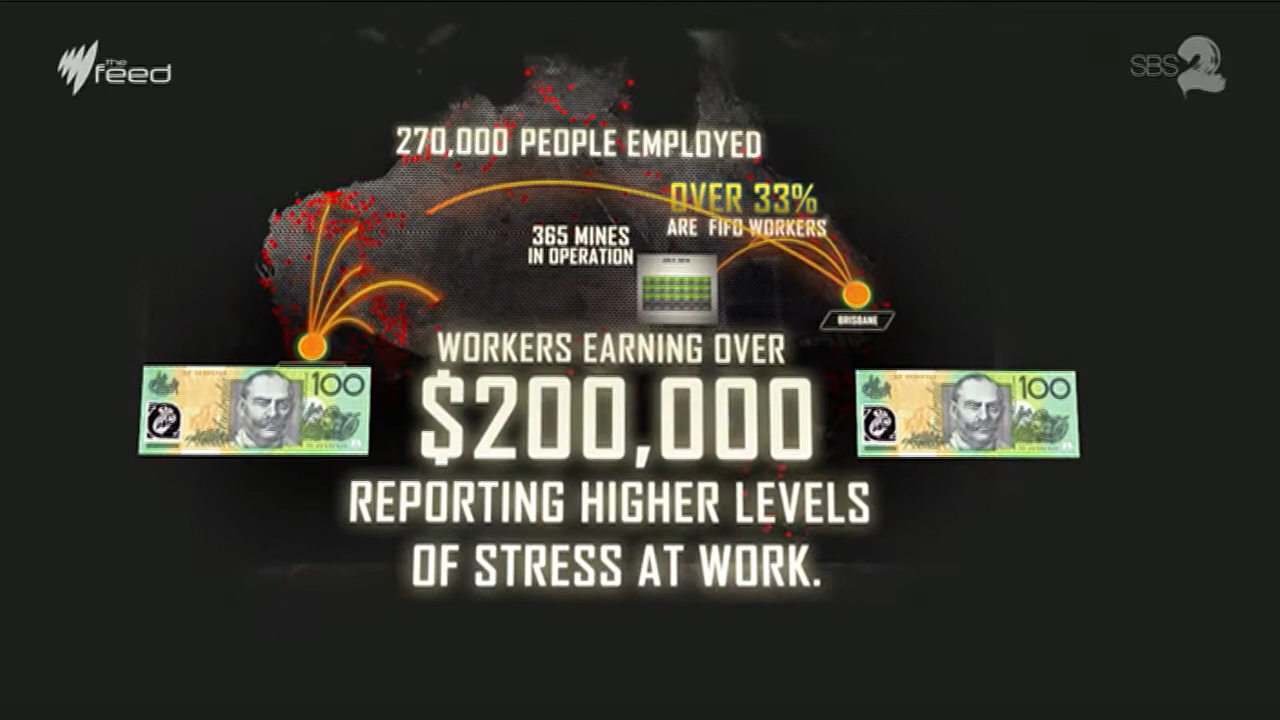 the feed
SBS 2
270,000 PEOPLE EMPLOYED
OVER 33%
ARE FIFO WORKERS
365 MINES
IN OPERATION
BRISBANE
WORKERS EARNING OVER
100
100
$200,000
REPORTING HIGHER LEVELS
OF STRESS AT WORK.